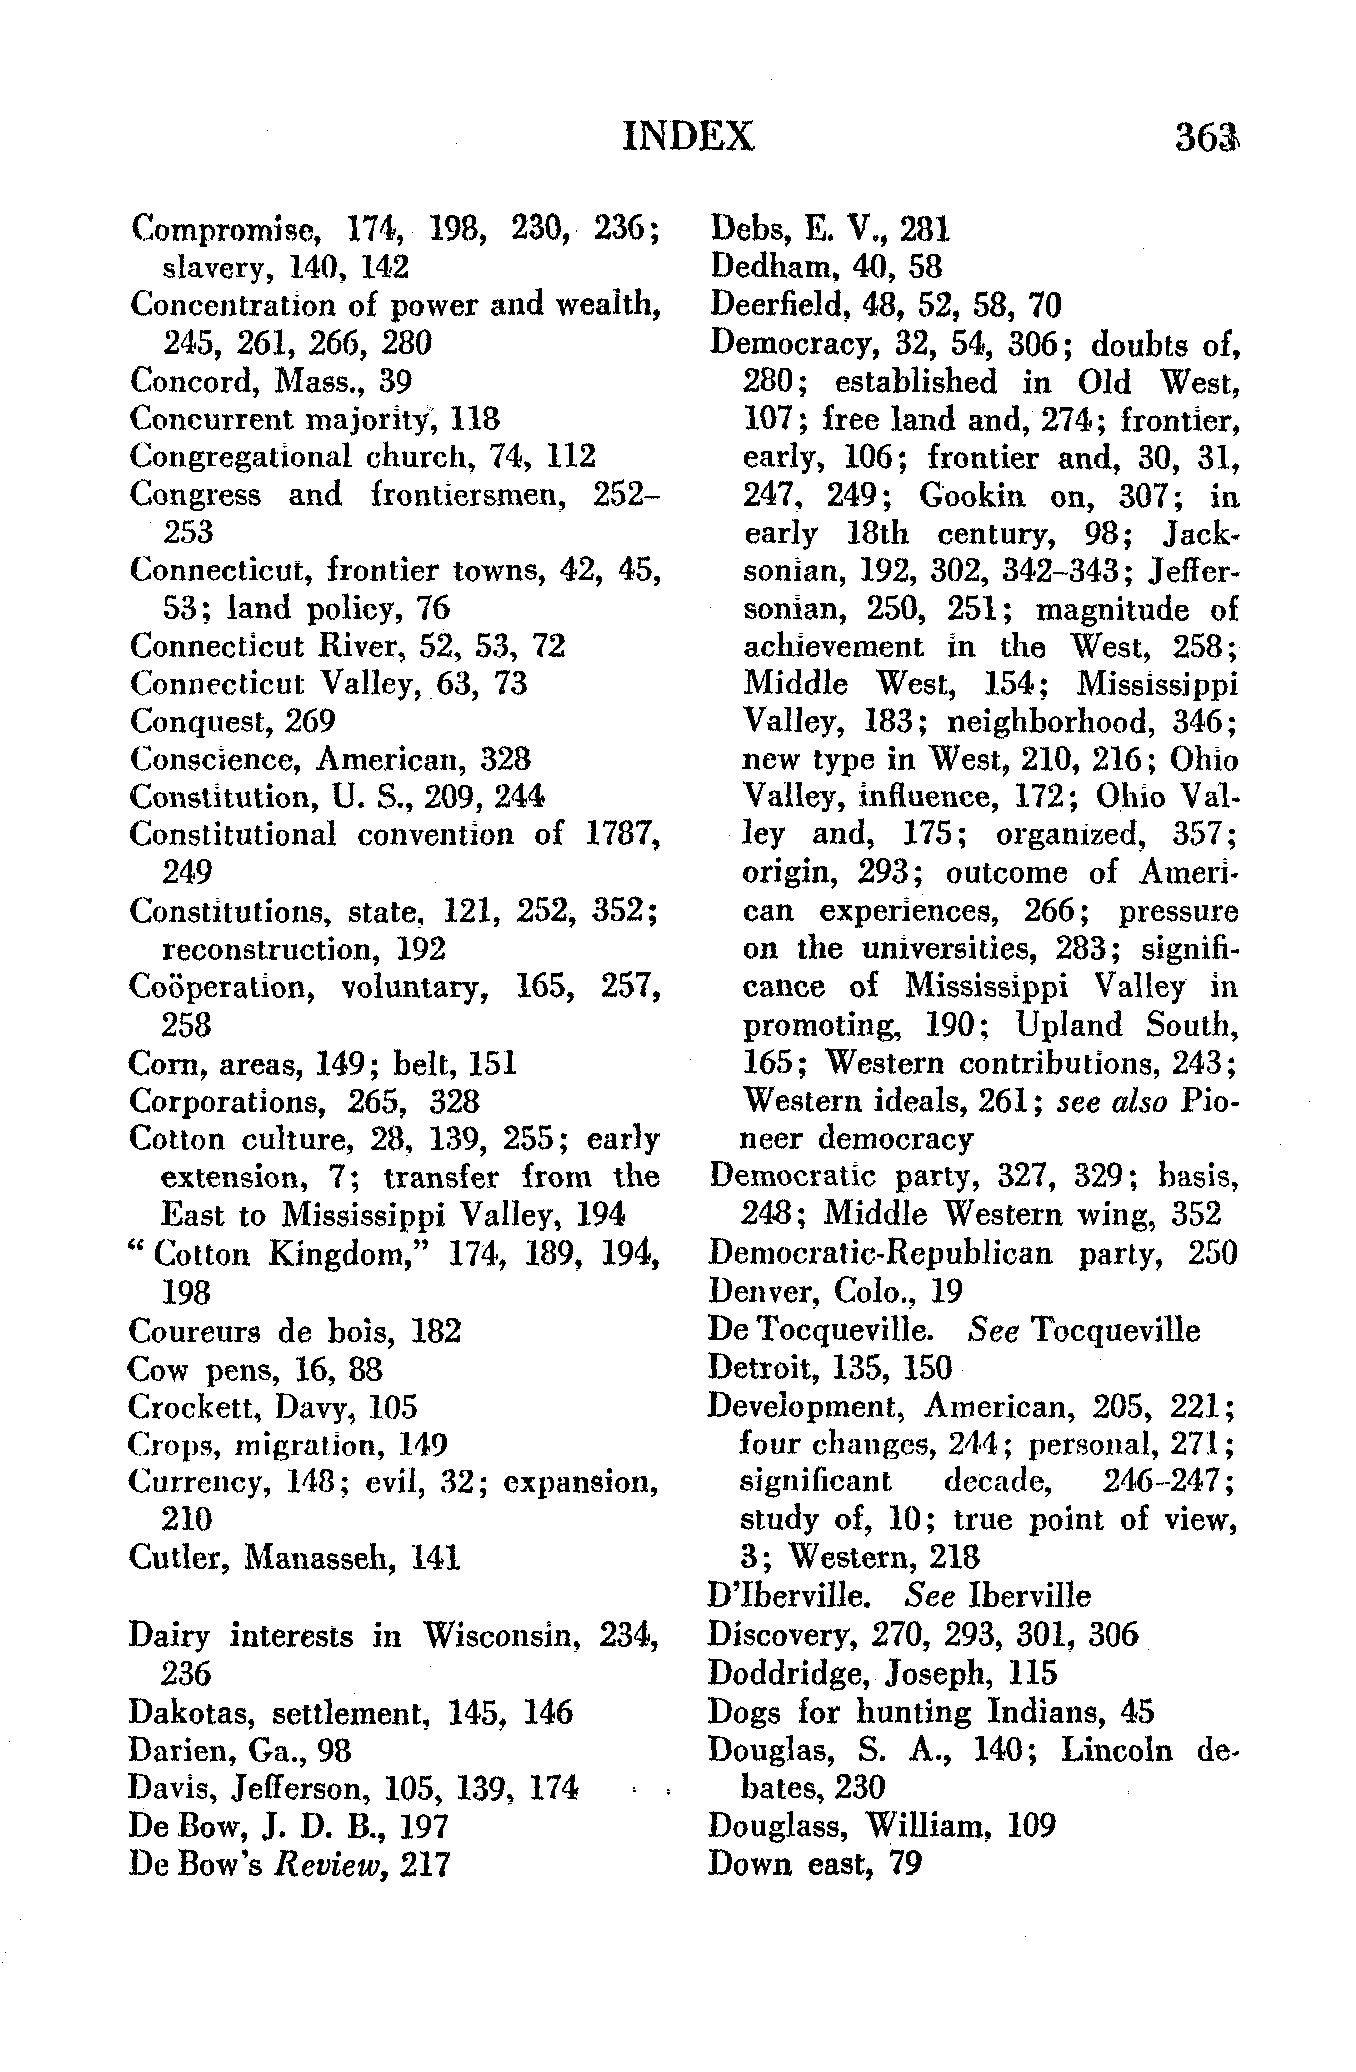 INDEX 363
Compromise, 174, 198, 230, 236;
slavery, 140, 142
Concentration of power and wealth,
245, 261, 266, 280
Concord, Mass., 39
Concurrent majority, 118
Congregational church, 74, 112
Congress and frontiersmen, 252–
253
Connecticut, frontier towns, 42, 45,
53; land policy, 76
Connecticut River, 52, 53, 72
Connecticut Valley, 63, 73
Conquest, 269
Conscience, American, 328
Constitution, U. S., 209, 244
Constitutional convention of 1787,
249
Constitutions, state, 121, 252, 352;
reconstruction, 192
Coöperation, voluntary, 165, 257,
258
Corn, areas, 149; belt, 151
Corporations, 265, 328
Cotton culture, 28, 139, 255; early
extension, 7; transfer from the
East to Mississippi Valley, 194
“Cotton Kingdom,” 174, 189, 194,
198
Coureurs de bois, 182
Cow pens, 16, 88
Crockett, Davy, 105
Crops, migration, 149
Currency, 148; evil, 32; expansion,
210
Cutler, Manasseh, 141
Dairy interests in Wisconsin, 234,
236
Dakotas, settlement, 145, 146
Darien, Ga., 98
Davis, Jefferson, 105, 139, 174
De Bow, J. D. B., 197
De Bow's Review, 217
Debs, E. V., 281
Dedham, 40, 58
Deerfield, 48, 52, 58, 70
Democracy, 32, 54, 306; doubts of,
280; established in Old West,
107; free land and, 274; frontier,
early, 106; frontier and, 30, 31,
247, 249; Gookin on, 307; in
early 18th century, 98; Jack-
sonian, 192, 302, 342–343; Jeffer-
sonian, 250, 251; magnitude of
achievement in the West, 258;
Middle West, 154; Mississippi
Valley, 183; neighborhood, 346;
new type in West, 210, 216; Ohio
Valley, influence, 172; Ohio Val-
ley and, 175; organized, 357;
origin, 293; outcome of Ameri-
can experiences, 266; pressure
on the universities, 283; signifi-
cance of Mississippi Valley in
promoting, 190; Upland South,
165; Western contributions, 243;
Western ideals, 261; see also Pio-
neer democracy
Democratic party, 327, 329; basis,
248; Middle Western wing, 352
Democratic-Republican party, 250
Denver, Colo., 19
De Tocqueville. See Tocqueville
Detroit, 135, 150
Development, American, 205, 221;
four changes, 244; personal, 271;
significant decade, 246–247;
study of, 10; true point of view,
3; Western, 218
D'Iberville. See Iberville
Discovery, 270, 293, 301, 306
Doddridge, Joseph, 115
Dogs for hunting Indians, 45
Douglas, S. A., 140; Lincoln de-
bates, 230
Douglass, William, 109
Down east, 79